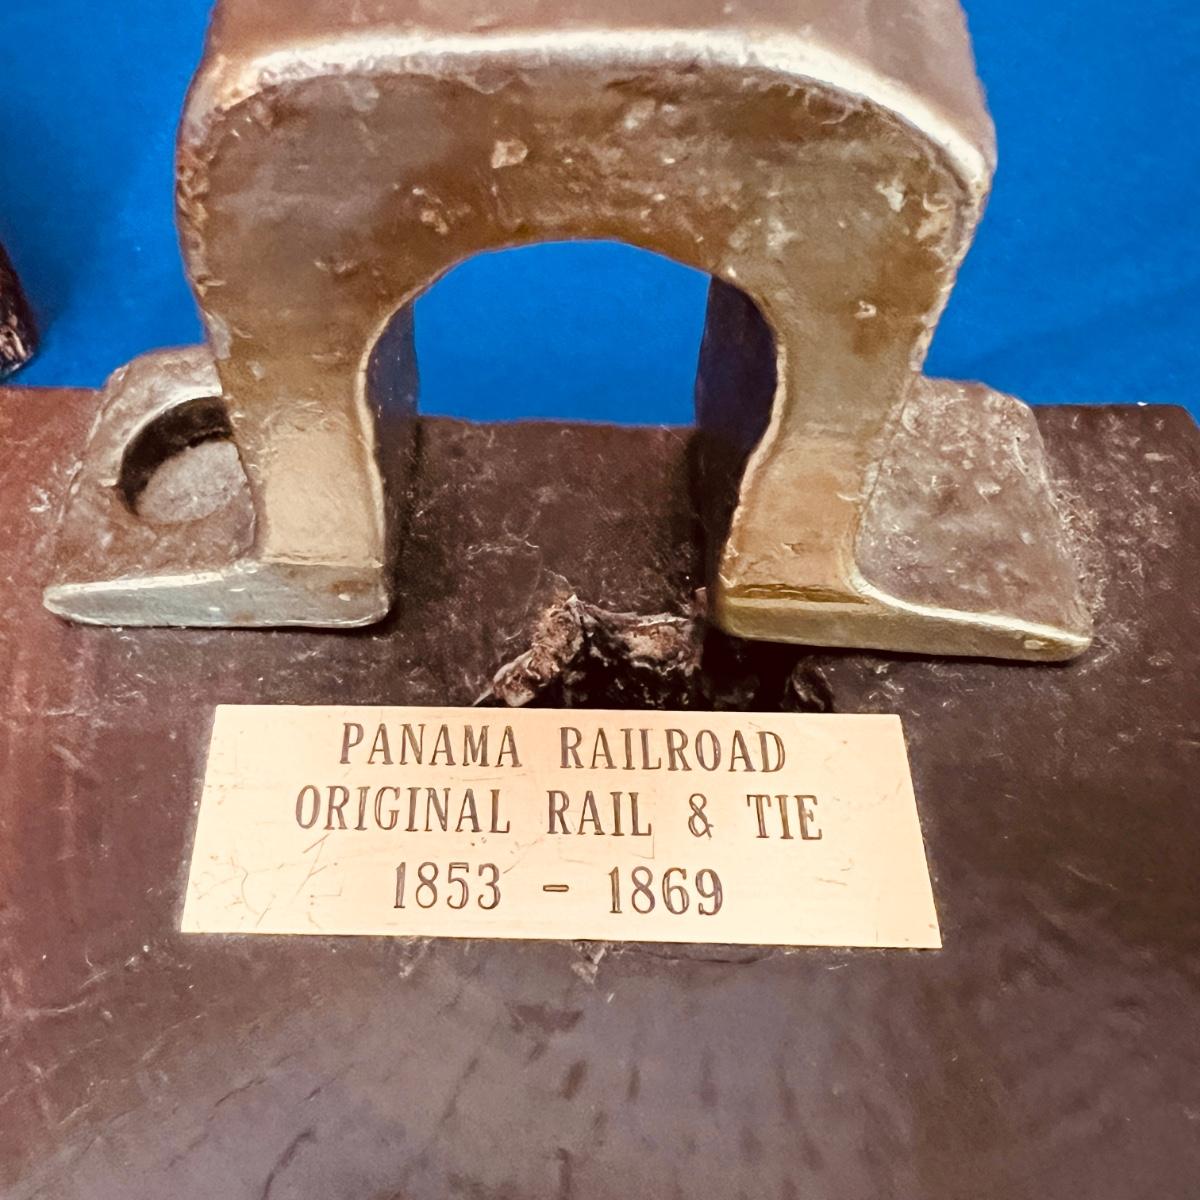 PANAMA RAILROAD
ORIGINAL RAIL & TIE
1853 - 1869